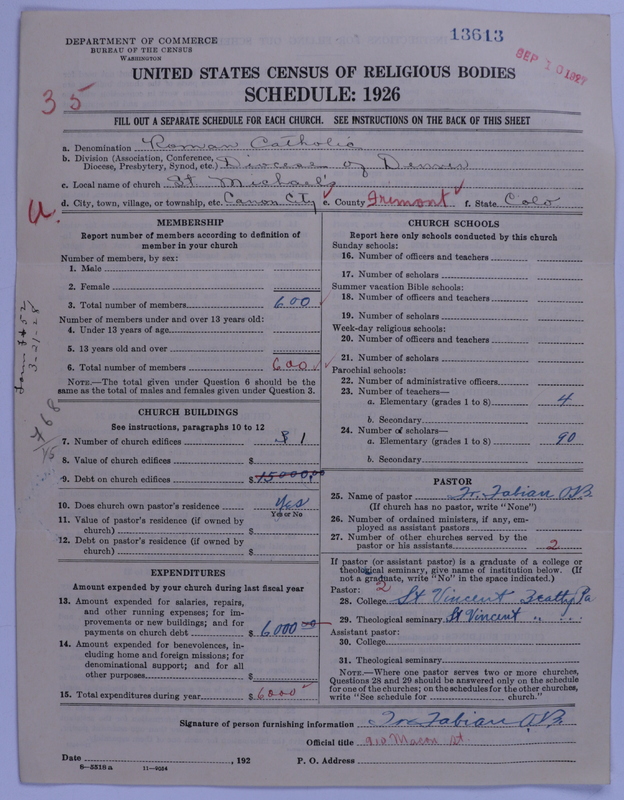 13613
DEPARTMENT OF COMMERCE
BUREAU OF THE CENSUS
WASHINGTON
SEP 1927
UNITED STATES CENSUS OF RELIGIOUS BODIES
SCHEDULE: 1926
35
FILL OUT A SEPARATE SCHEDULE FOR EACH CHURCH. SEE INSTRUCTIONS ON THE BACK OF THIS SHEET
a. Denomination Roman Catholic
b. Division (Association, Conference, Diocese, Presbytery, Synod, etc.) Diocese of Denver
c. Local name of church St. Michael's
d. City, town, village, or township, etc. Canon City e. County Fremont f. State Colo
U.
MEMBERSHIP
Report number of members according to definition of
member in your church
Number of members, by sex:
1. Male
2. Female
3. Total number of members 600
Number of members under and over 13 years old:
4. Under 13 years of age
5. 13 years old and over
6. Total number of members 600
NOTE.—The total given under Question 6 should be the
same as the total of males and females given under Question 3.
3-21-28
CHURCH BUILDINGS
See instructions, paragraphs 10 to 12
7. Number of church edifices 1
8. Value of church edifices $
9. Debt on church edifices $ 15000.00
10. Does church own pastor's residence Yes
Yes or No
11. Value of pastor's residence (if owned by
church) $
12. Debt on pastor's residence (if owned by
church) $
EXPENDITURES
Amount expended by church during last fiscal year
13. Amount expended for salaries, repairs,
and other running expenses; for im-
provements or new buildings; and for
payments on church debt $ 6000 00
14. Amount expended for benevolences, in-
cluding home and foreign missions; for
denominational support; and for all
other purposes $
15. Total expenditures during year $ 6000
CHURCH SCHOOLS
Report here only schools conducted by this church
Sunday schools:
16. Number of officers and teachers
17. Number of scholars
Summer vacation Bible schools:
18. Number of officers and teachers
19. Number of scholars
Week-day religious schools:
20. Number of officers and teachers
21. Number of scholars
Parochial schools:
22. Number of administrative officers
23. Number of teachers—
a. Elementary (grades 1 to 8) 4
b. Secondary
24. Number of scholars—
a. Elementary (grades 1 to 8) 90
b. Secondary
PASTOR
25. Name of pastor Fr. Fabian O.S.B.
(If church has no pastor, write "None")
26. Number of ordained ministers, if any, em-
ployed as assistant pastors
27. Number of other churches served by the
pastor or his assistants 2
If pastor (or assistant pastor) is a graduate of a college or
theological seminary, give name of institution below. (If
not a graduate, write "No" in the space indicated.)
Pastor: 2
28. College St Vincent Beatty Pa
29. Theological seminary St Vincent " "
Assistant pastor:
30. College
31. Theological seminary
NOTE.—Where one pastor serves two or more churches,
Questions 28 and 29 should be answered only on the schedule
for one of the churches; on the schedules for the other churches,
write "See schedule for ........ church."
Signature of person furnishing information Fr. Fabian O.S.B.
Official title 910 Macon St
Date , 192 P. O. Address
8—5518a 11—9034